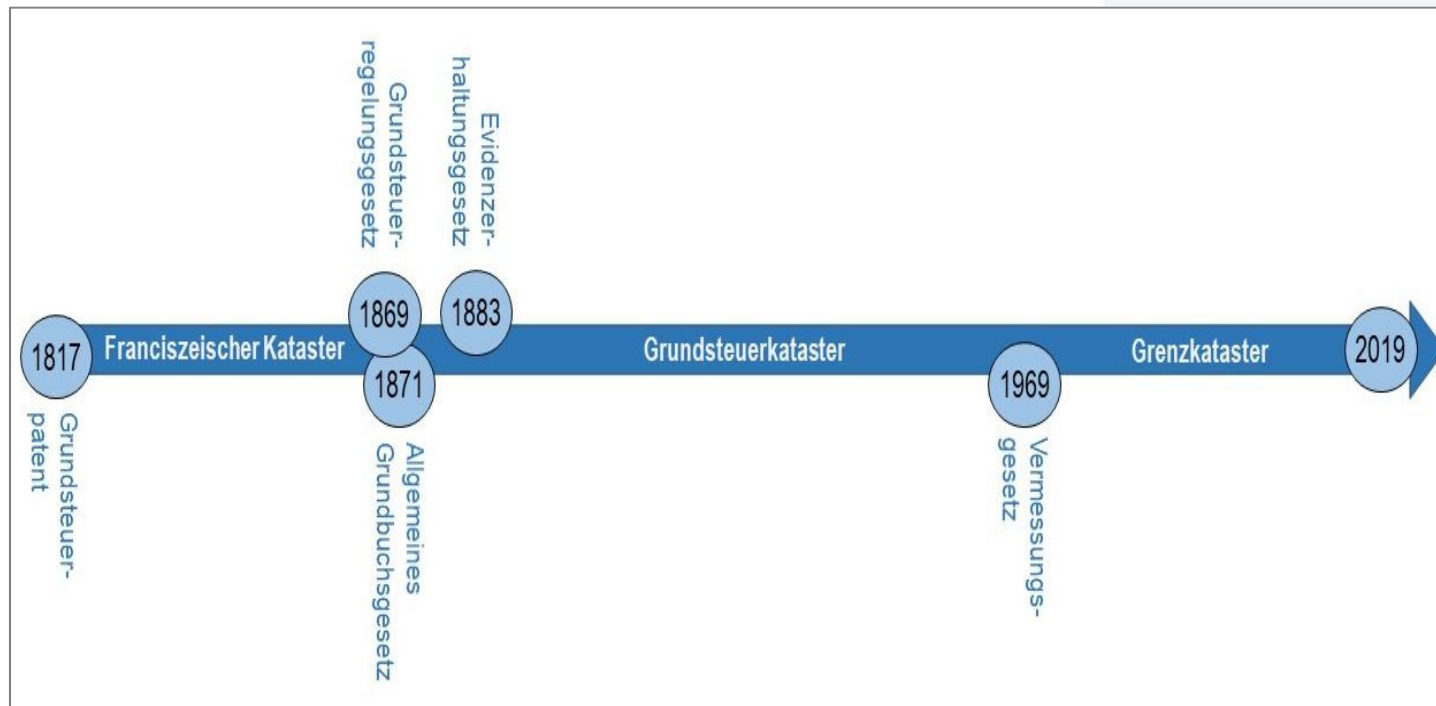 Grundsteuer-
regelungsgesetz
Evidenzer-
haltungsgesetz
1869
1883
1817
Franciszeischer Kataster
Grundsteuerkataster
Grenzkataster
2019
1871
1969
Grundsteuer-
patent
Allgemeines
Grundbuchsgesetz
Vermessungs-
gesetz